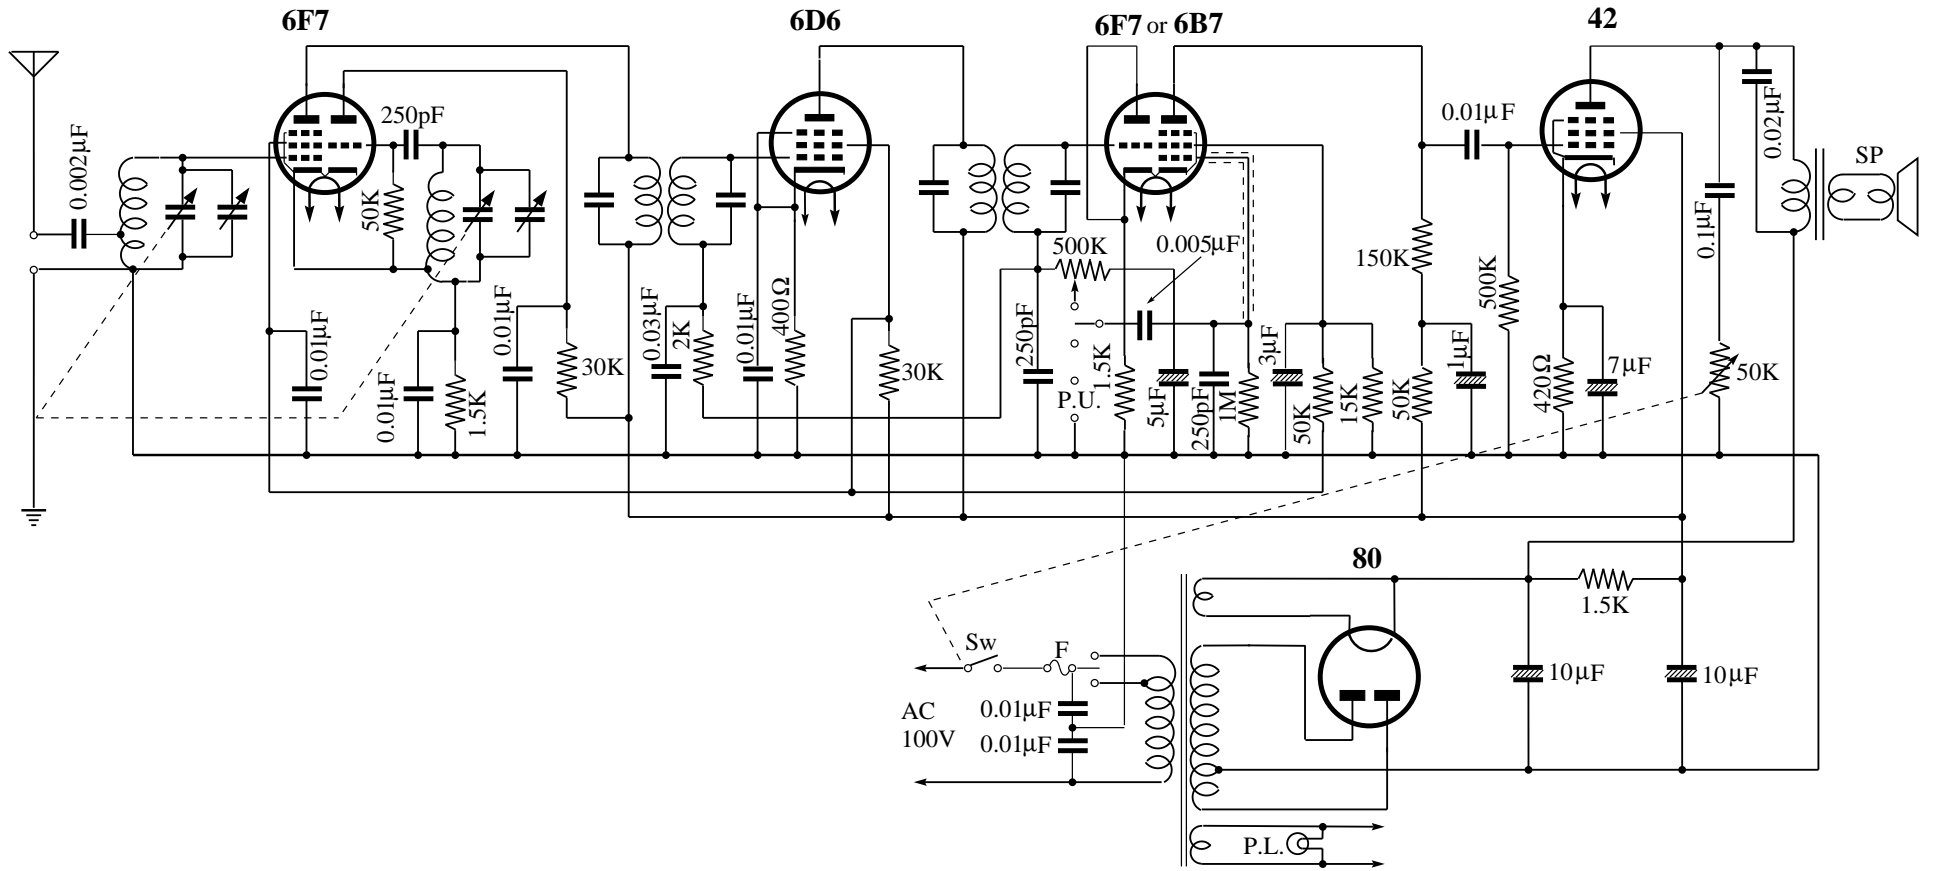 6F7
6D6
6F7 or 6B7
42
0.002µF
250pF
50K
0.01µF
0.01µF
1.5K
0.01µF
30K
0.03µF
2K
0.01µF
400Ω
30K
500K
0.005µF
250pF
P.U.
1.5K
5µF
250pF
1M
3µF
50K
15K
150K
50K
1µF
0.01µF
500K
420Ω
7µF
0.1µF
50K
0.02µF
SP
80
1.5K
10µF
10µF
Sw
F
AC
100V
0.01µF
0.01µF
P.L.